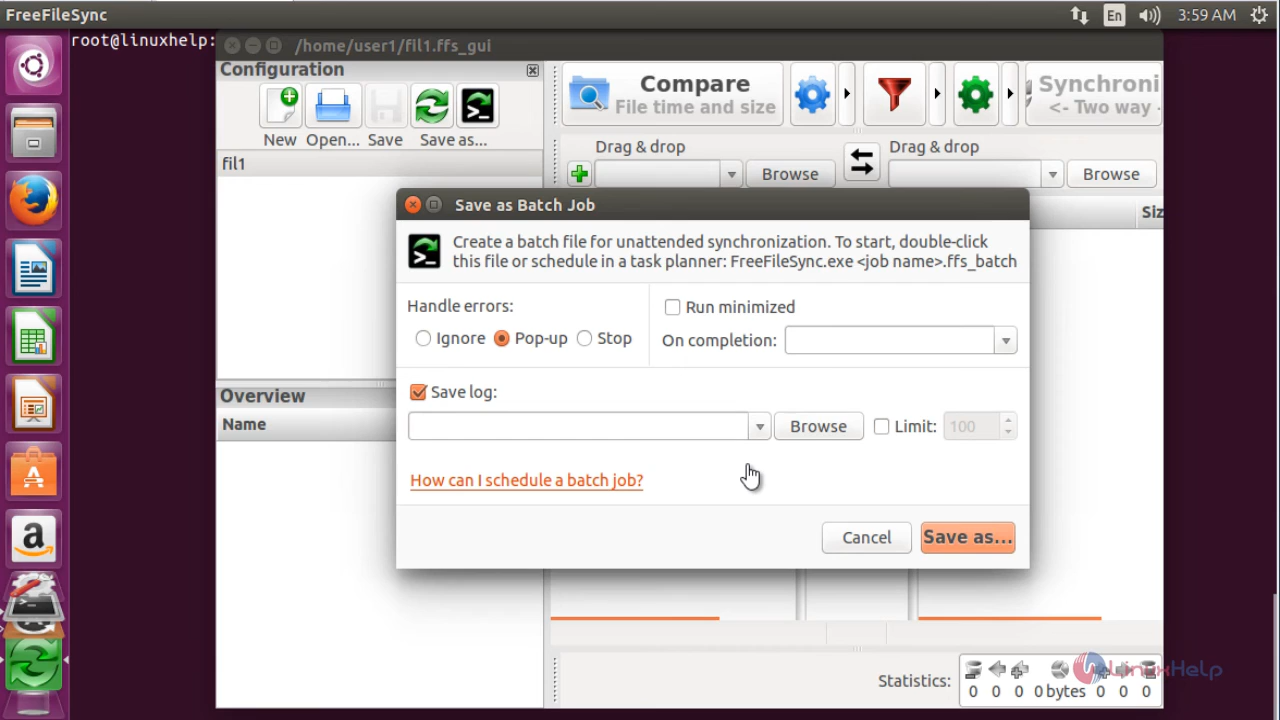 FreeFileSync
En
3:59 AM
root@linuxhelp:
/home/user1/fil1.ffs_gui
Configuration
New
Open...
Save
Save as...
fil1
Compare
File time and size
Synchroni
<- Two way -
Drag & drop
Browse
Drag & drop
Browse
Siz
Save as Batch Job
Create a batch file for unattended synchronization. To start, double-click
this file or schedule in a task planner: FreeFileSync.exe <job name>.ffs_batch
Handle errors:
Ignore
Pop-up
Stop
Run minimized
On completion:
Save log:
Browse
Limit:
100
How can I schedule a batch job?
Cancel
Save as...
Overview
Name
Statistics:
0 0 0 0 bytes 0 0 0
LinuxHelp